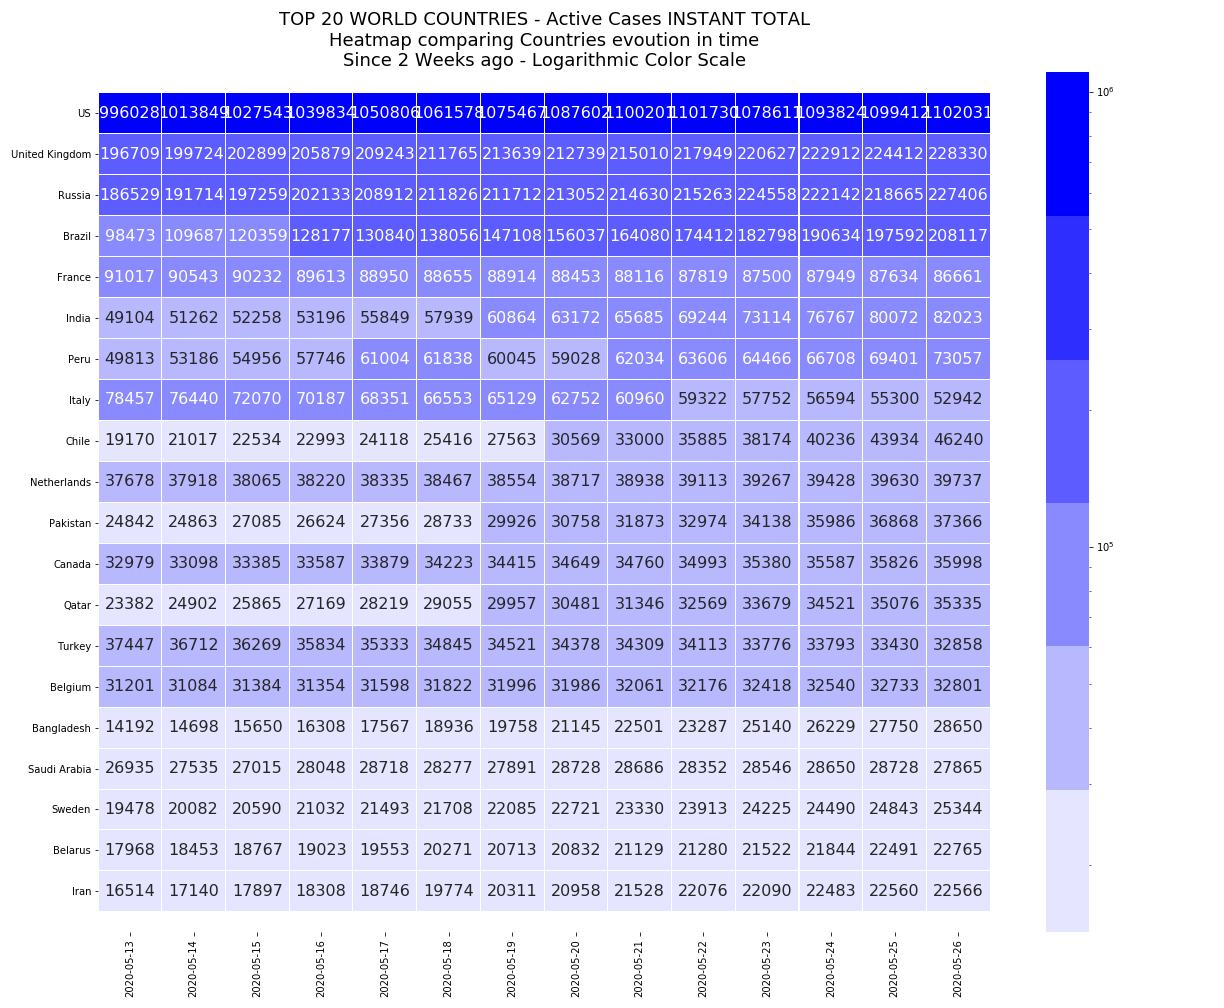 TOP 20 WORLD COUNTRIES - Active Cases INSTANT TOTAL
Heatmap comparing Countries evoution in time
Since 2 Weeks ago - Logarithmic Color Scale
US 996028 1013849 1027543 1039834 1050806 1061578 1075467 1087602 1100201 1101730 1078611 1093824 1099412 1102031
United Kingdom 196709 199724 202899 205879 209243 211765 213639 212739 215010 217949 220627 222912 224412 228330
Russia 186529 191714 197259 202133 208912 211826 211712 213052 214630 215263 224558 222142 218665 227406
Brazil 98473 109687 120359 128177 130840 138056 147108 156037 164080 174412 182798 190634 197592 208117
France 91017 90543 90232 89613 88950 88655 88914 88453 88116 87819 87500 87949 87634 86661
India 49104 51262 52258 53196 55849 57939 60864 63172 65685 69244 73114 76767 80072 82023
Peru 49813 53186 54956 57746 61004 61838 60045 59028 62034 63606 64466 66708 69401 73057
Italy 78457 76440 72070 70187 68351 66553 65129 62752 60960 59322 57752 56594 55300 52942
Chile 19170 21017 22534 22993 24118 25416 27563 30569 33000 35885 38174 40236 43934 46240
Netherlands 37678 37918 38065 38220 38335 38467 38554 38717 38938 39113 39267 39428 39630 39737
Pakistan 24842 24863 27085 26624 27356 28733 29926 30758 31873 32974 34138 35986 36868 37366
Canada 32979 33098 33385 33587 33879 34223 34415 34649 34760 34993 35380 35587 35826 35998
Qatar 23382 24902 25865 27169 28219 29055 29957 30481 31346 32569 33679 34521 35076 35335
Turkey 37447 36712 36269 35834 35333 34845 34521 34378 34309 34113 33776 33793 33430 32858
Belgium 31201 31084 31384 31354 31598 31822 31996 31986 32061 32176 32418 32540 32733 32801
Bangladesh 14192 14698 15650 16308 17567 18936 19758 21145 22501 23287 25140 26229 27750 28650
Saudi Arabia 26935 27535 27015 28048 28718 28277 27891 28728 28686 28352 28546 28650 28728 27865
Sweden 19478 20082 20590 21032 21493 21708 22085 22721 23330 23913 24225 24490 24843 25344
Belarus 17968 18453 18767 19023 19553 20271 20713 20832 21129 21280 21522 21844 22491 22765
Iran 16514 17140 17897 18308 18746 19774 20311 20958 21528 22076 22090 22483 22560 22566
2020-05-13 2020-05-14 2020-05-15 2020-05-16 2020-05-17 2020-05-18 2020-05-19 2020-05-20 2020-05-21 2020-05-22 2020-05-23 2020-05-24 2020-05-25 2020-05-26
10⁶
10⁵